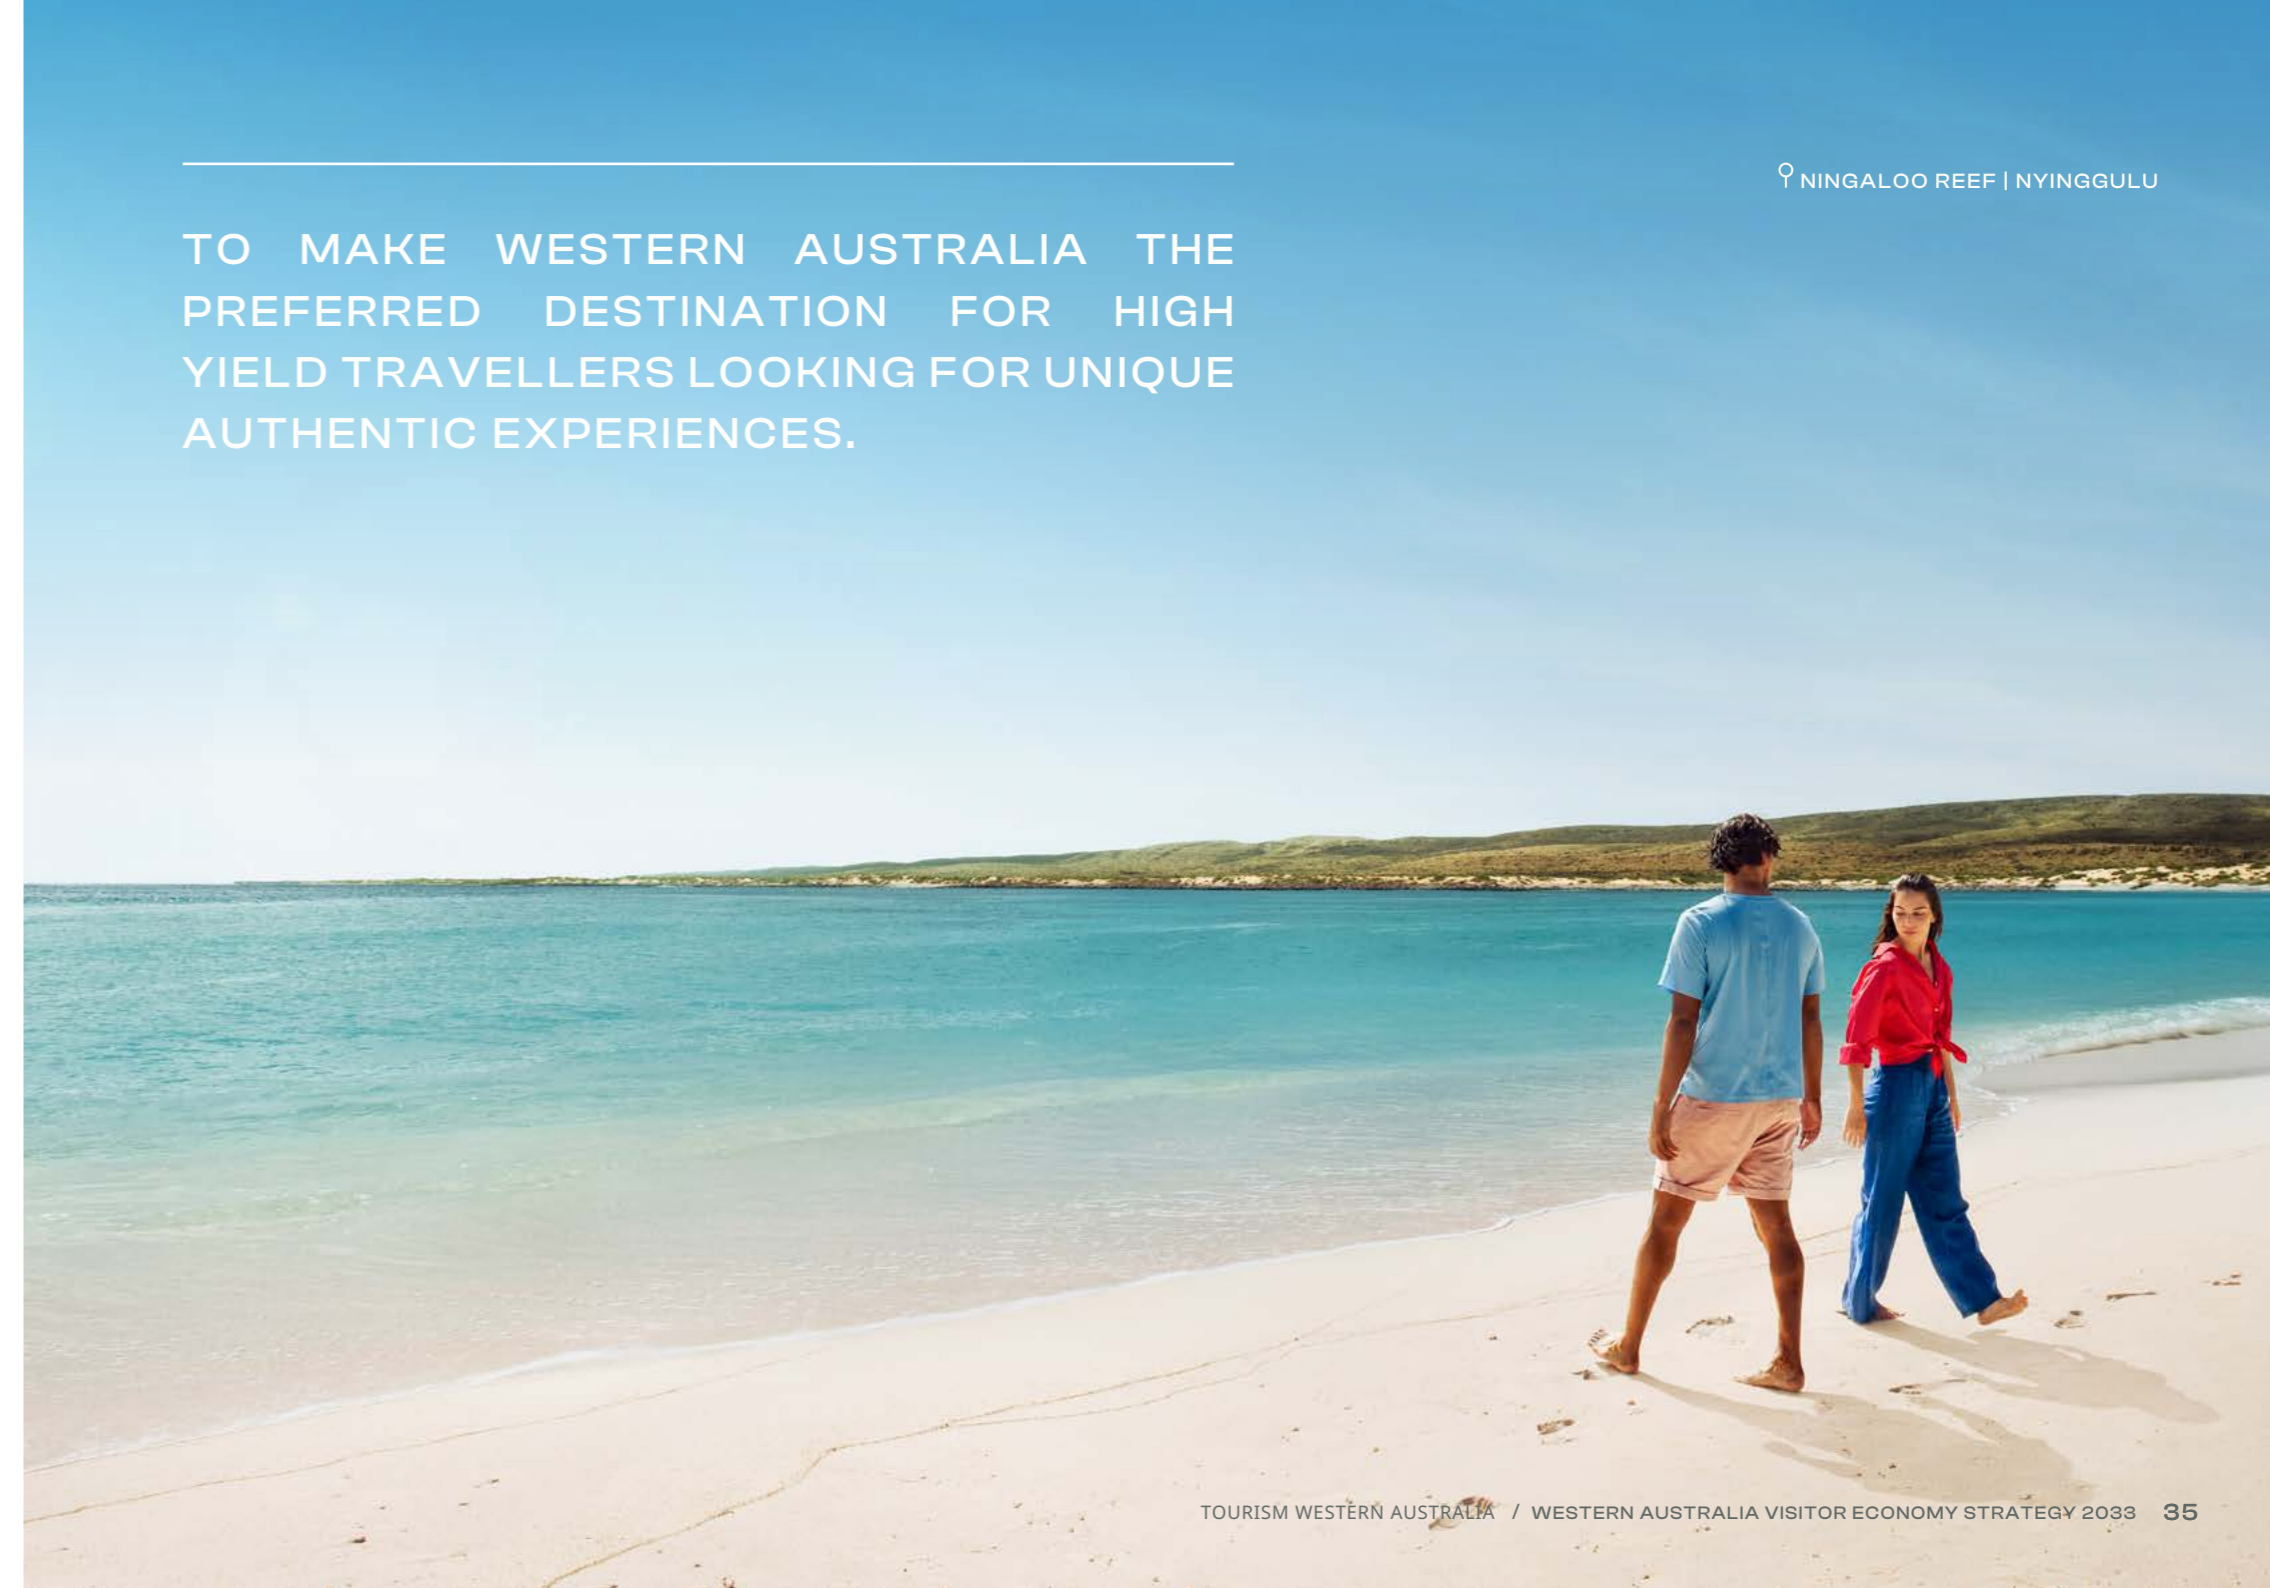 NINGALOO REEF | NYINGGULU
TO MAKE WESTERN AUSTRALIA THE
PREFERRED DESTINATION FOR HIGH
YIELD TRAVELLERS LOOKING FOR UNIQUE
AUTHENTIC EXPERIENCES.
TOURISM WESTERN AUSTRALIA / WESTERN AUSTRALIA VISITOR ECONOMY STRATEGY 2033 35